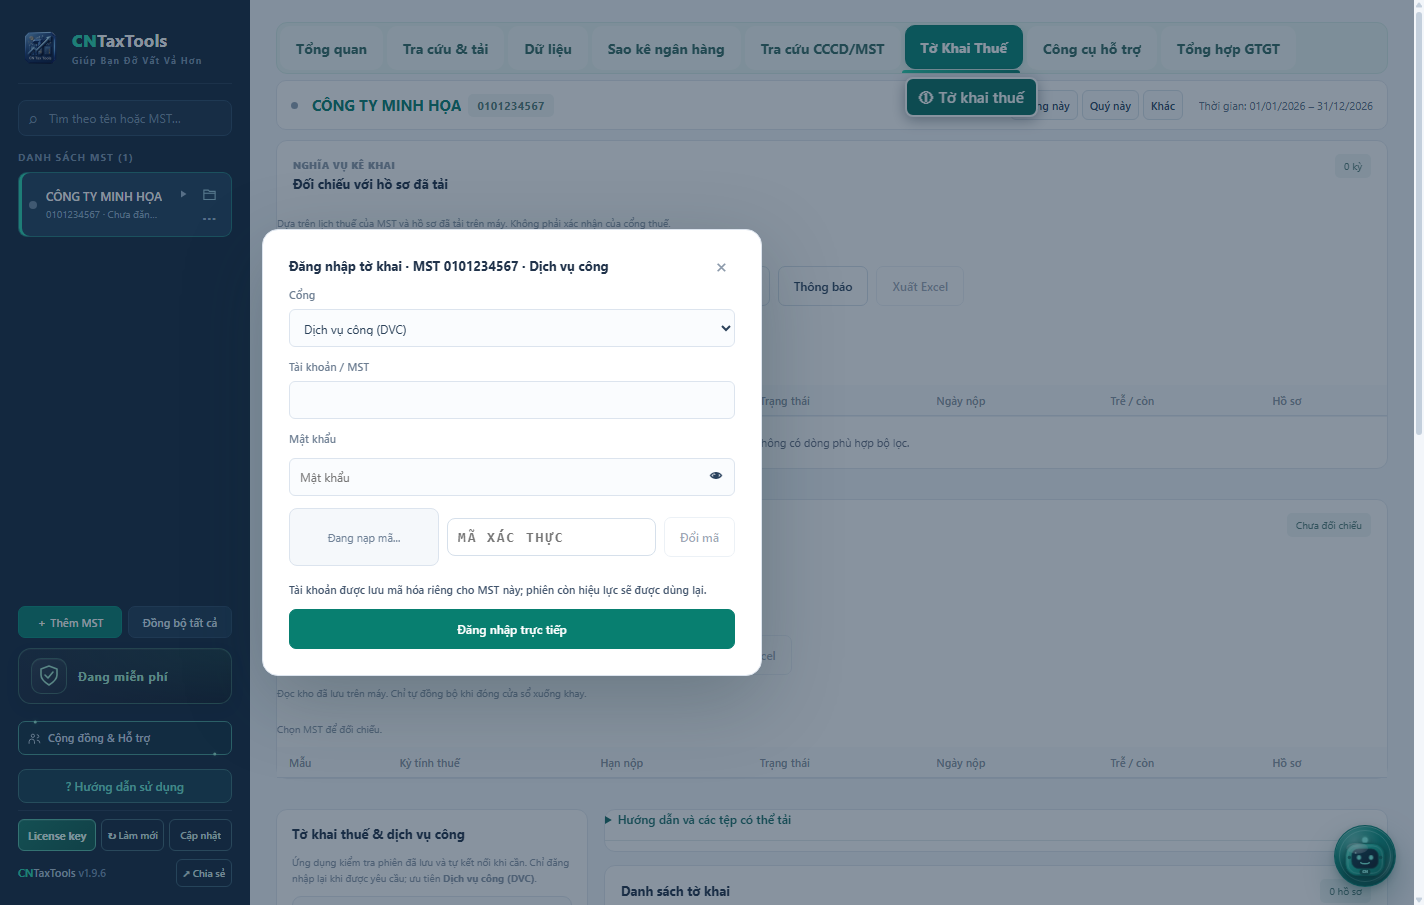 CNTaxTools
Giúp Bạn Đỡ Vất Vả Hơn
Tìm theo tên hoặc MST...
DANH SÁCH MST (1)
CÔNG TY MINH HỌA
0101234567 · Chưa đăn...
+ Thêm MST
Đồng bộ tất cả
Đang miễn phí
Cộng đồng & Hỗ trợ
? Hướng dẫn sử dụng
License key
↻ Làm mới
Cập nhật
CNTaxTools v1.9.6
↗ Chia sẻ
Tổng quan
Tra cứu & tải
Dữ liệu
Sao kê ngân hàng
Tra cứu CCCD/MST
Tờ Khai Thuế
Công cụ hỗ trợ
Tổng hợp GTGT
Tờ khai thuế
CÔNG TY MINH HỌA
0101234567
ng này
Quý này
Khác
Thời gian: 01/01/2026 – 31/12/2026
NGHĨA VỤ KÊ KHAI
0 kỳ
Đối chiếu với hồ sơ đã tải
Dựa trên lịch thuế của MST và hồ sơ đã tải trên máy. Không phải xác nhận của cổng thuế.
Thông báo
Xuất Excel
Trạng thái
Ngày nộp
Trễ / còn
Hồ sơ
hông có dòng phù hợp bộ lọc.
Đăng nhập tờ khai · MST 0101234567 · Dịch vụ công
×
Cổng
Dịch vụ công (DVC)
Tài khoản / MST
Mật khẩu
Mật khẩu
Đang nạp mã...
MÃ XÁC THỰC
Đổi mã
Tài khoản được lưu mã hóa riêng cho MST này; phiên còn hiệu lực sẽ được dùng lại.
Đăng nhập trực tiếp
Chưa đối chiếu
cel
Đọc kho đã lưu trên máy. Chỉ tự đồng bộ khi đóng cửa sổ xuống khay.
Chọn MST để đối chiếu.
Mẫu
Kỳ tính thuế
Hạn nộp
Trạng thái
Ngày nộp
Trễ / còn
Hồ sơ
Tờ khai thuế & dịch vụ công
Ứng dụng kiểm tra phiên đã lưu và tự kết nối khi cần. Chỉ đăng
nhập lại khi được yêu cầu; ưu tiên Dịch vụ công (DVC).
Hướng dẫn và các tệp có thể tải
Danh sách tờ khai
0 hồ sơ